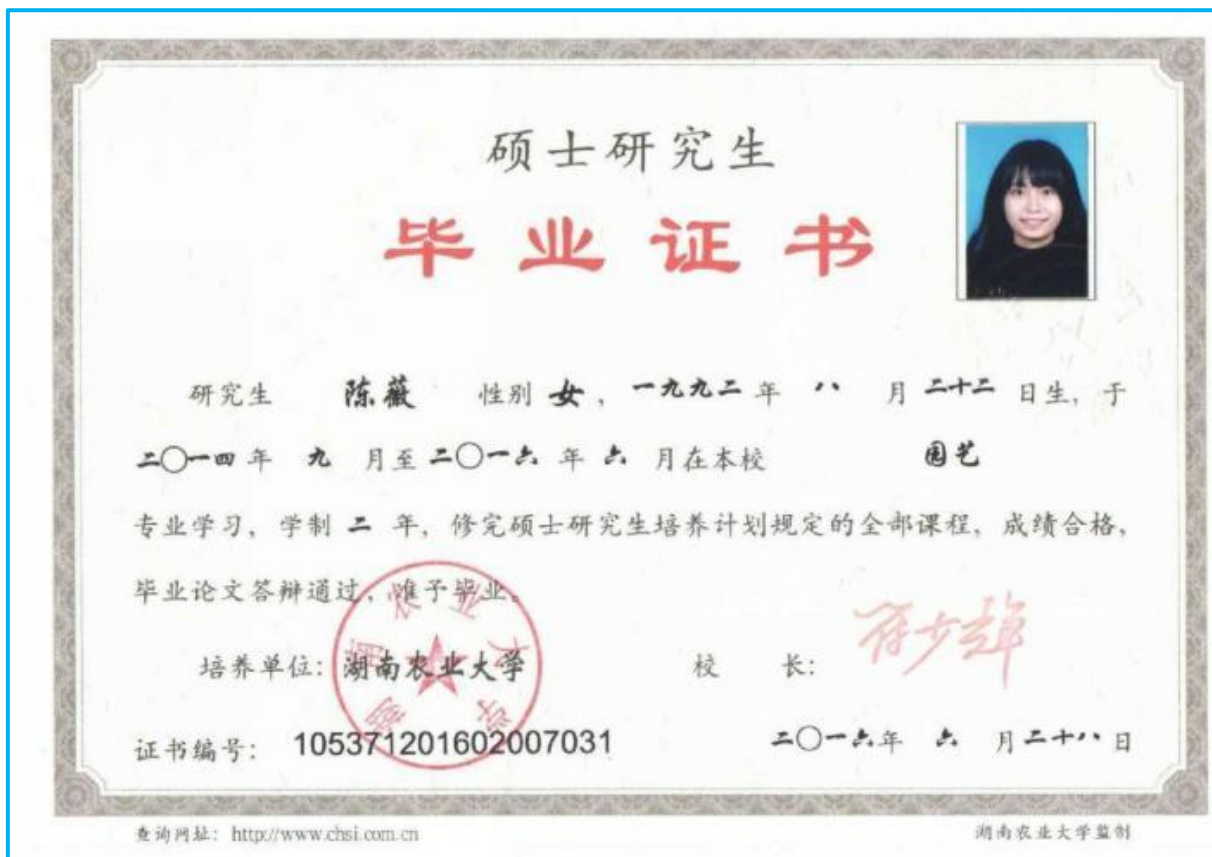 硕士研究生
毕业证书
研究生 陈薇 性别 女，一九九二 年 八 月 二十二 日生，于
二〇一四 年 九 月至 二〇一六 年 六 月在本校 园艺
专业学习，学制 二 年，修完硕士研究生培养计划规定的全部课程，成绩合格，
毕业论文答辩通过，准予毕业。
湖南农业大学
培养单位：湖南农业大学 校 长：
证书编号：105371201602007031 二〇一六年 六 月二十八 日
查询网址：http://www.chsi.com.cn 湖南农业大学监制